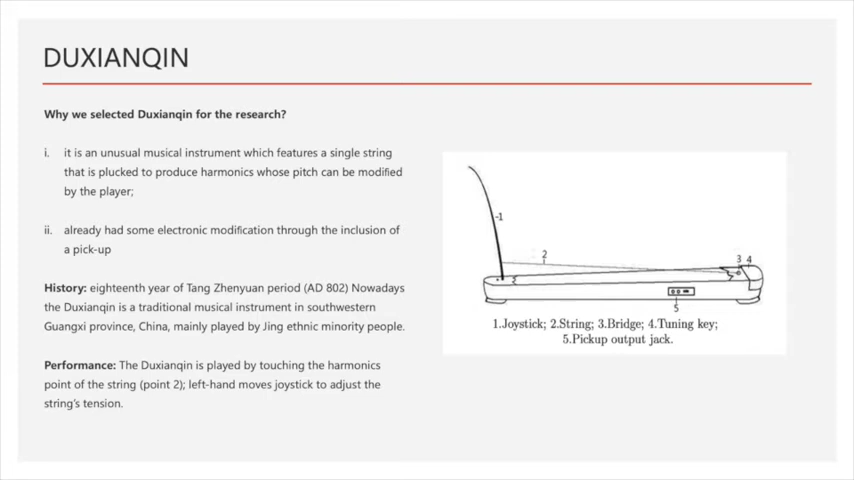 DUXIANQIN
Why we selected Duxianqin for the research?
i. it is an unusual musical instrument which features a single string
that is plucked to produce harmonics whose pitch can be modified
by the player;
ii. already had some electronic modification through the inclusion of
a pick-up
History: eighteenth year of Tang Zhenyuan period (AD 802) Nowadays
the Duxianqin is a traditional musical instrument in southwestern
Guangxi province, China, mainly played by Jing ethnic minority people.
Performance: The Duxianqin is played by touching the harmonics
point of the string (point 2); left-hand moves joystick to adjust the
string's tension.
1
2
3 4
5
1.Joystick; 2.String; 3.Bridge; 4.Tuning key;
5.Pickup output jack.